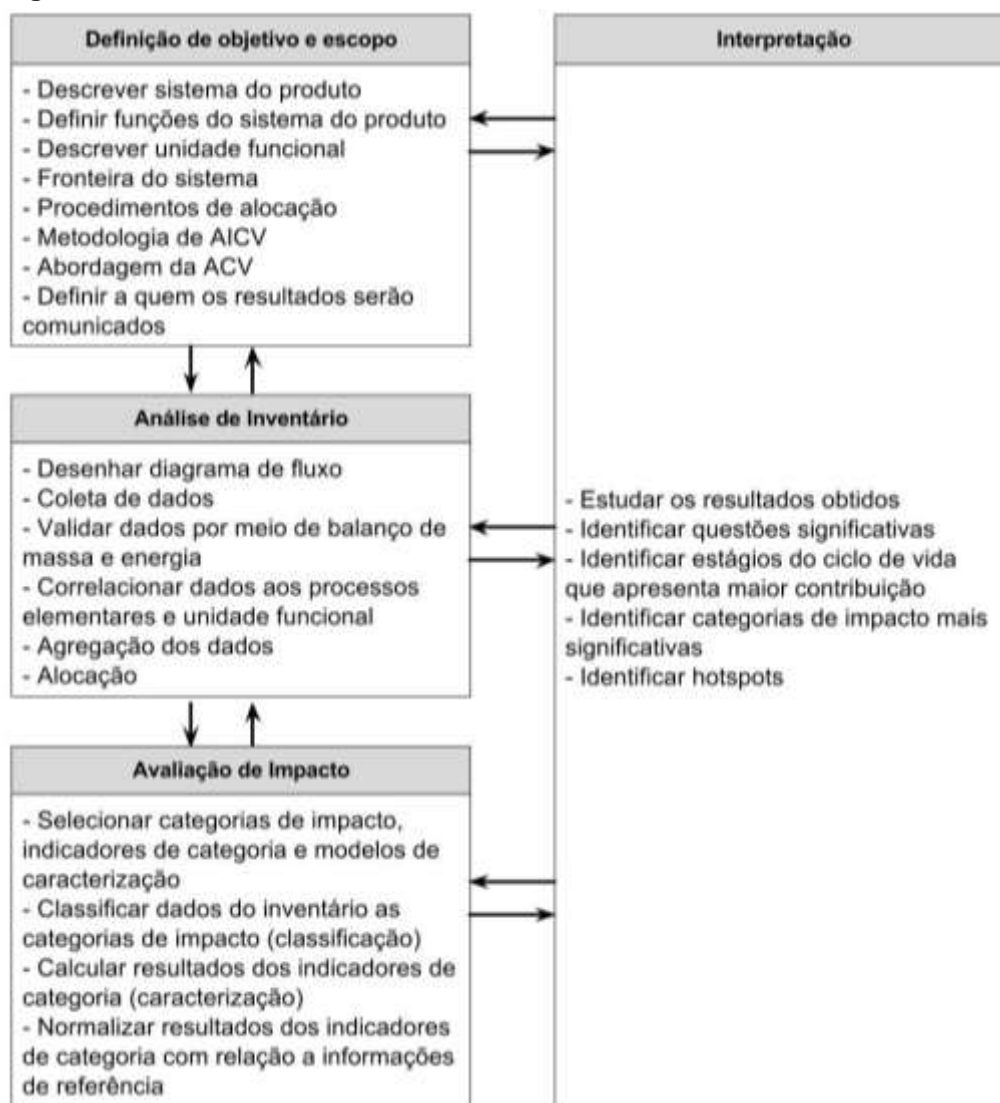 Definição de objetivo e escopo
- Descrever sistema do produto
- Definir funções do sistema do produto
- Descrever unidade funcional
- Fronteira do sistema
- Procedimentos de alocação
- Metodologia de AICV
- Abordagem da ACV
- Definir a quem os resultados serão
comunicados
Análise de Inventário
- Desenhar diagrama de fluxo
- Coleta de dados
- Validar dados por meio de balanço de
massa e energia
- Correlacionar dados aos processos
elementares e unidade funcional
- Agregação dos dados
- Alocação
Avaliação de Impacto
- Selecionar categorias de impacto,
indicadores de categoria e modelos de
caracterização
- Classificar dados do inventário as
categorias de impacto (classificação)
- Calcular resultados dos indicadores de
categoria (caracterização)
- Normalizar resultados dos indicadores
de categoria com relação a informações
de referência
Interpretação
- Estudar os resultados obtidos
- Identificar questões significativas
- Identificar estágios do ciclo de vida
que apresenta maior contribuição
- Identificar categorias de impacto mais
significativas
- Identificar hotspots